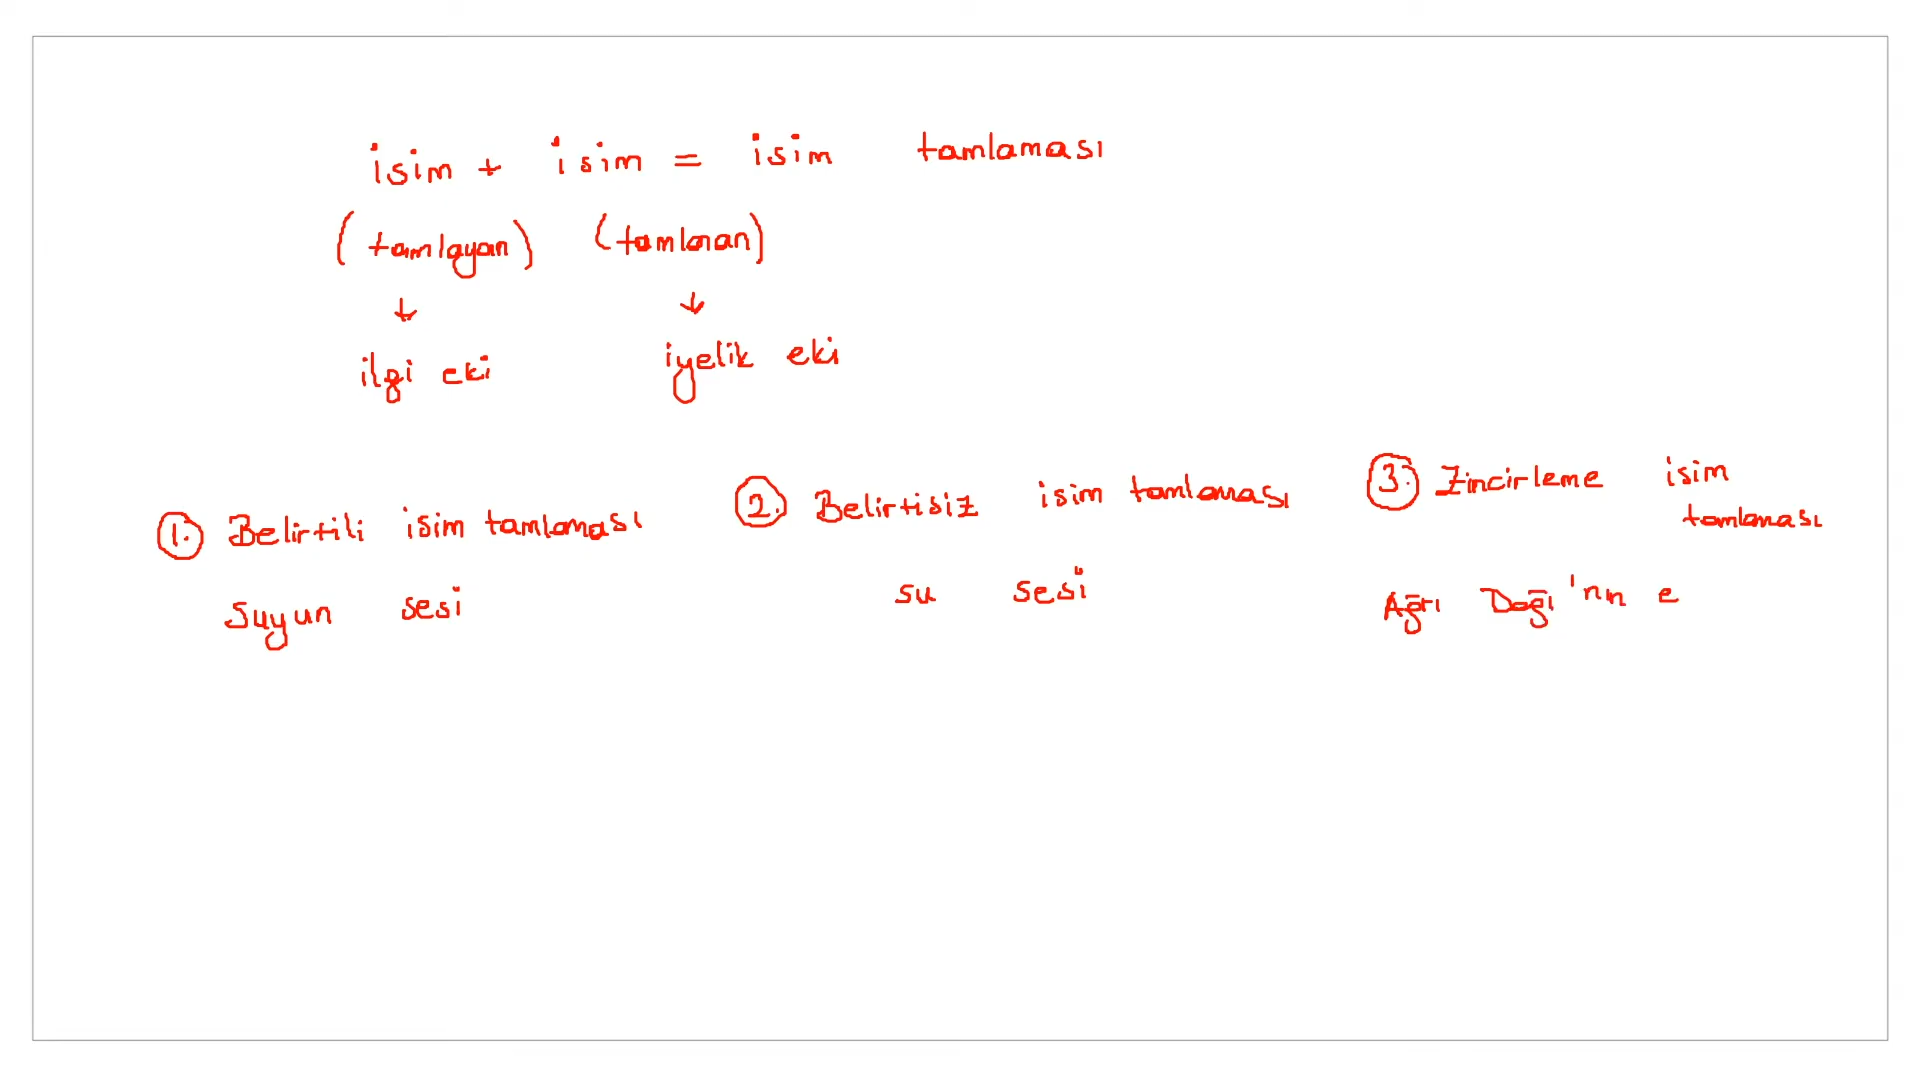 isim + isim = isim tamlaması
(tamlayan) (tamlanan)
↓ ↓
ilgi eki iyelik eki
1. Belirtili isim tamlaması
suyun sesi
2. Belirtisiz isim tamlaması
su sesi
3. Zincirleme isim
tamlaması
Ağrı Dağı'nın e